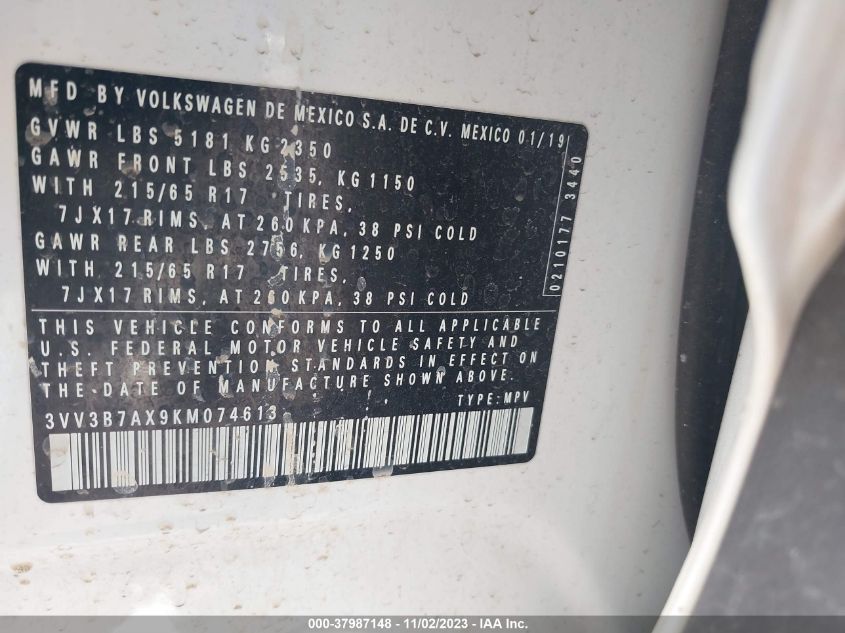 MFD BY VOLKSWAGEN DE MEXICO S.A. DE C.V. MEXICO 01/19
GVWR LBS 5181 KG 2350
GAWR FRONT LBS 2535, KG 1150
WITH 215/65 R17 TIRES,
7JX17 RIMS, AT 260 KPA, 38 PSI COLD
GAWR REAR LBS 2756, KG 1250
WITH 215/65 R17 TIRES,
7JX17 RIMS, AT 260 KPA, 38 PSI COLD
0210177 3440
THIS VEHICLE CONFORMS TO ALL APPLICABLE
U.S. FEDERAL MOTOR VEHICLE SAFETY AND
THEFT PREVENTION STANDARDS IN EFFECT ON
THE DATE OF MANUFACTURE SHOWN ABOVE.
3VV3B7AX9KM074613 TYPE: MPV
000-37987148 - 11/02/2023 - IAA Inc.